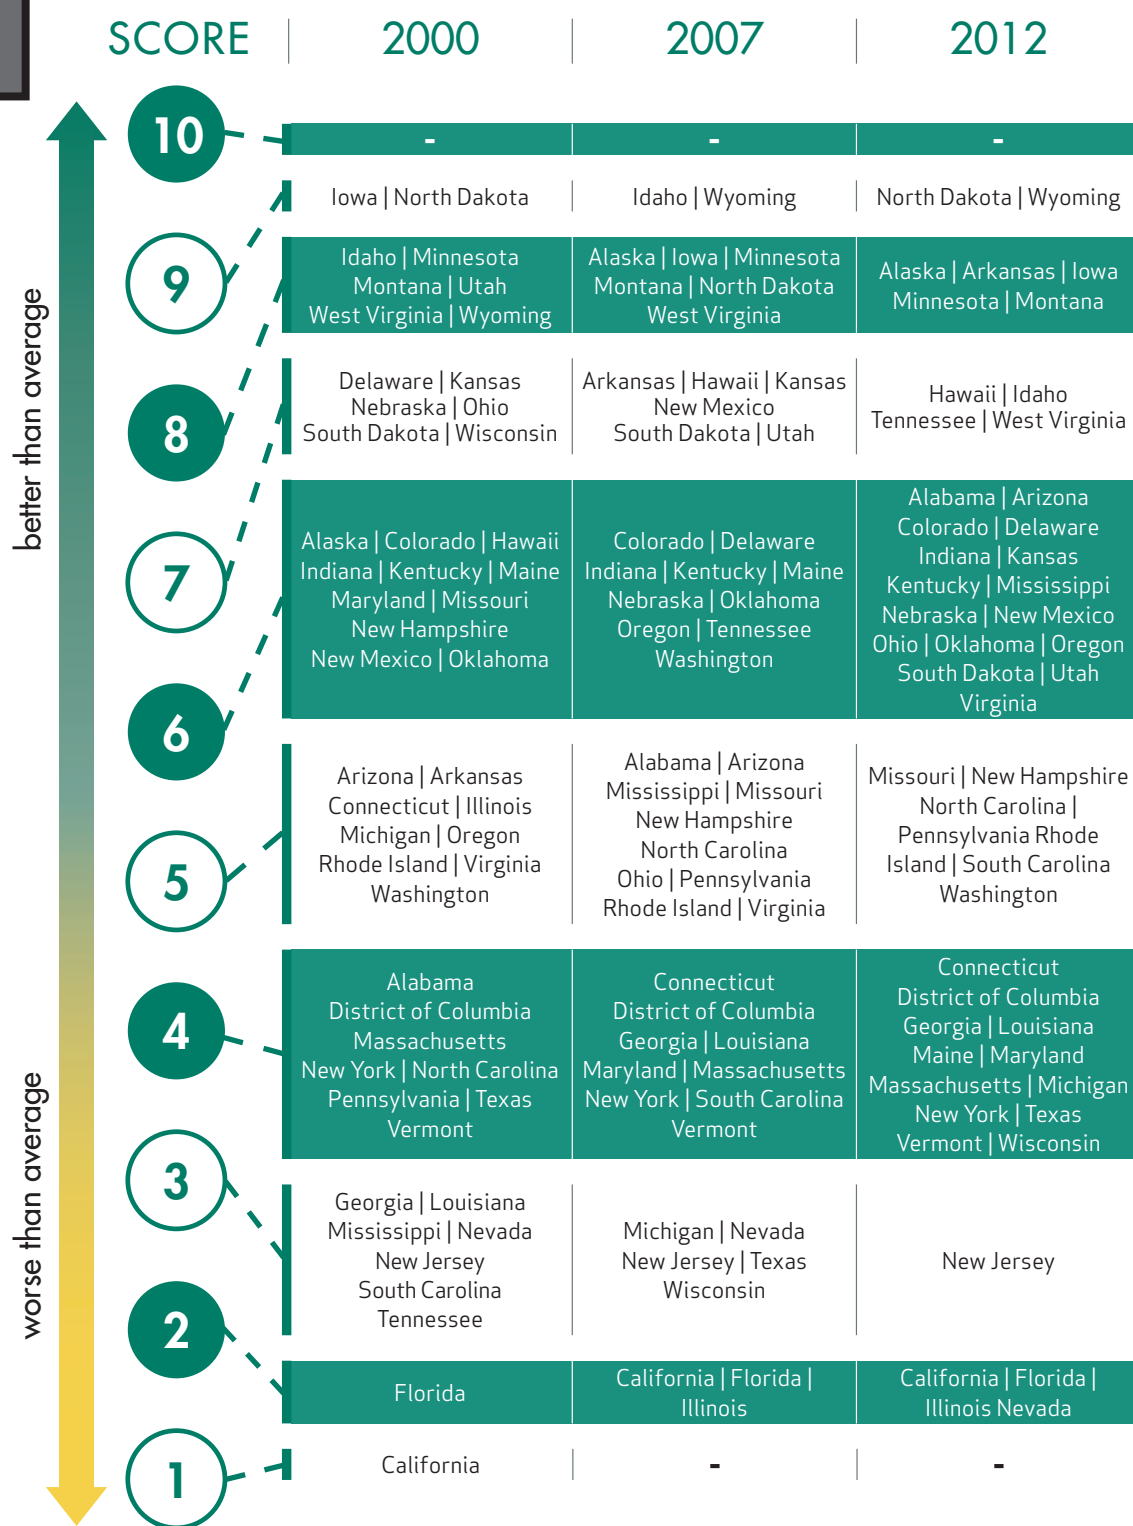 SCORE | 2000 | 2007 | 2012
better than average
worse than average
10
-
-
-
9
Iowa | North Dakota
Idaho | Wyoming
North Dakota | Wyoming
8
Idaho | Minnesota
Montana | Utah
West Virginia | Wyoming
Alaska | Iowa | Minnesota
Montana | North Dakota
West Virginia
Alaska | Arkansas | Iowa
Minnesota | Montana
7
Delaware | Kansas
Nebraska | Ohio
South Dakota | Wisconsin
Arkansas | Hawaii | Kansas
New Mexico
South Dakota | Utah
Hawaii | Idaho
Tennessee | West Virginia
6
Alaska | Colorado | Hawaii
Indiana | Kentucky | Maine
Maryland | Missouri
New Hampshire
New Mexico | Oklahoma
Colorado | Delaware
Indiana | Kentucky | Maine
Nebraska | Oklahoma
Oregon | Tennessee
Washington
Alabama | Arizona
Colorado | Delaware
Indiana | Kansas
Kentucky | Mississippi
Nebraska | New Mexico
Ohio | Oklahoma | Oregon
South Dakota | Utah
Virginia
5
Arizona | Arkansas
Connecticut | Illinois
Michigan | Oregon
Rhode Island | Virginia
Washington
Alabama | Arizona
Mississippi | Missouri
New Hampshire
North Carolina
Ohio | Pennsylvania
Rhode Island | Virginia
Missouri | New Hampshire
North Carolina |
Pennsylvania Rhode
Island | South Carolina
Washington
4
Alabama
District of Columbia
Massachusetts
New York | North Carolina
Pennsylvania | Texas
Vermont
Connecticut
District of Columbia
Georgia | Louisiana
Maryland | Massachusetts
New York | South Carolina
Vermont
Connecticut
District of Columbia
Georgia | Louisiana
Maine | Maryland
Massachusetts | Michigan
New York | Texas
Vermont | Wisconsin
3
Georgia | Louisiana
Mississippi | Nevada
New Jersey
South Carolina
Tennessee
Michigan | Nevada
New Jersey | Texas
Wisconsin
New Jersey
2
Florida
California | Florida |
Illinois
California | Florida |
Illinois Nevada
1
California
-
-